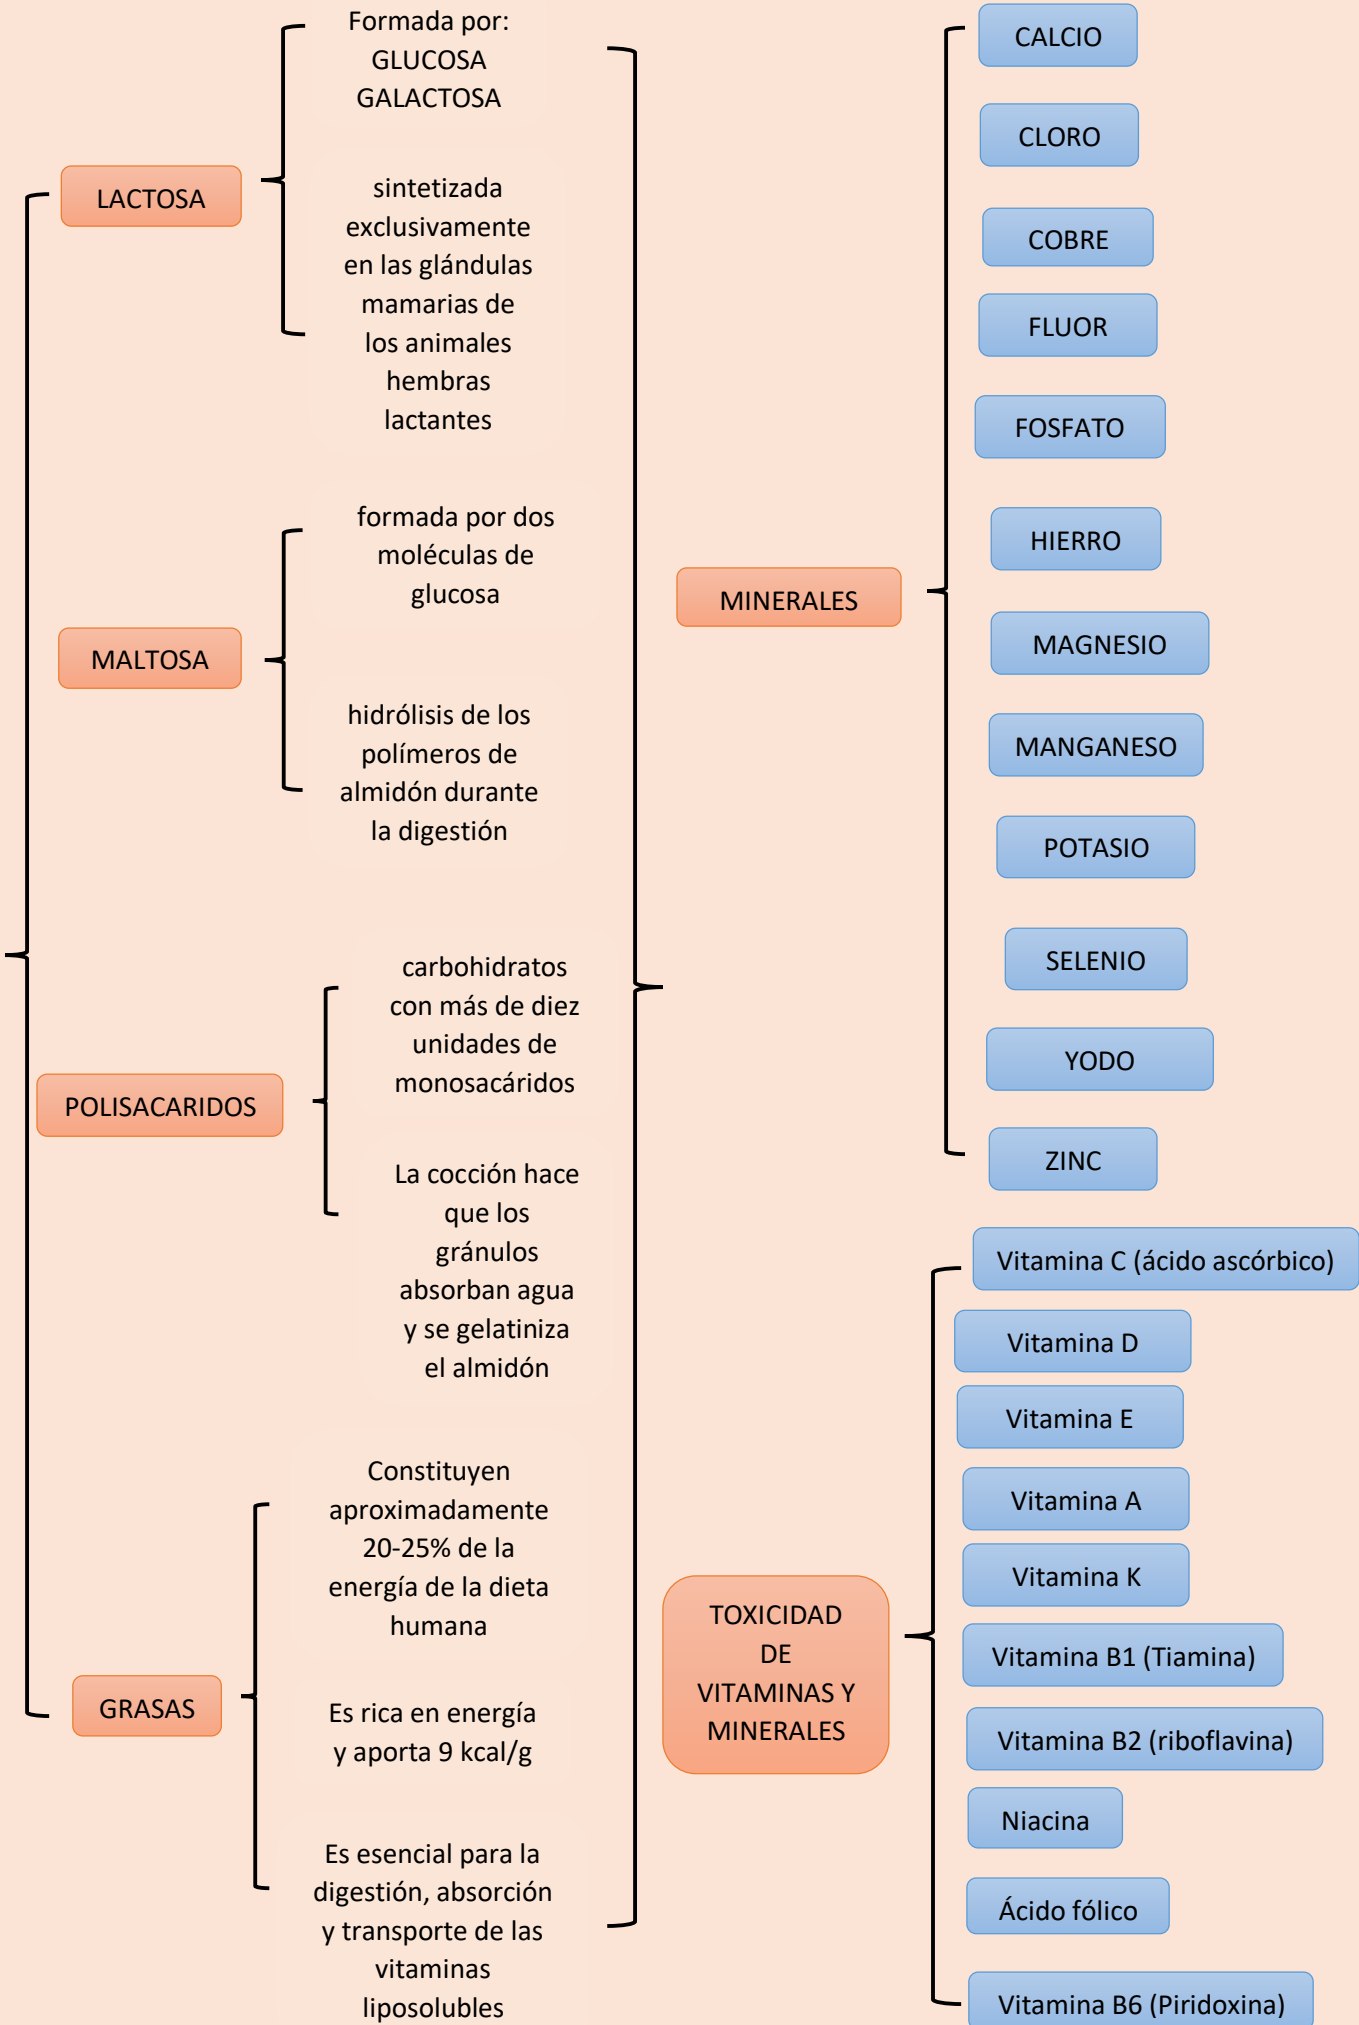 Formada por:
GLUCOSA
GALACTOSA
LACTOSA
sintetizada
exclusivamente
en las glándulas
mamarias de
los animales
hembras
lactantes
formada por dos
moléculas de
glucosa
MALTOSA
hidrólisis de los
polímeros de
almidón durante
la digestión
carbohidratos
con más de diez
unidades de
monosacáridos
POLISACARIDOS
La cocción hace
que los
gránulos
absorban agua
y se gelatiniza
el almidón
Constituyen
aproximadamente
20-25% de la
energía de la dieta
humana
GRASAS
Es rica en energía
y aporta 9 kcal/g
Es esencial para la
digestión, absorción
y transporte de las
vitaminas
liposolubles
MINERALES
CALCIO
CLORO
COBRE
FLUOR
FOSFATO
HIERRO
MAGNESIO
MANGANESO
POTASIO
SELENIO
YODO
ZINC
TOXICIDAD
DE
VITAMINAS Y
MINERALES
Vitamina C (ácido ascórbico)
Vitamina D
Vitamina E
Vitamina A
Vitamina K
Vitamina B1 (Tiamina)
Vitamina B2 (riboflavina)
Niacina
Ácido fólico
Vitamina B6 (Piridoxina)